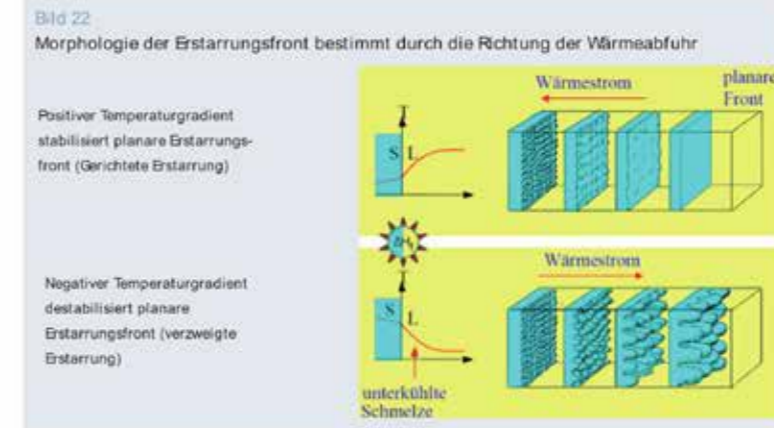 Bild 22
Morphologie der Erstarrungsfront bestimmt durch die Richtung der Wärmeabfuhr
Positiver Temperaturgradient
stabilisiert planare Erstarrungs-
front (Gerichtete Erstarrung)
Wärmestrom
planare
Front
T
S L
Negativer Temperaturgradient
destabilisiert planare
Erstarrungsfront (verzweigte
Erstarrung)
Wärmestrom
T
S L
unterkühlte
Schmelze